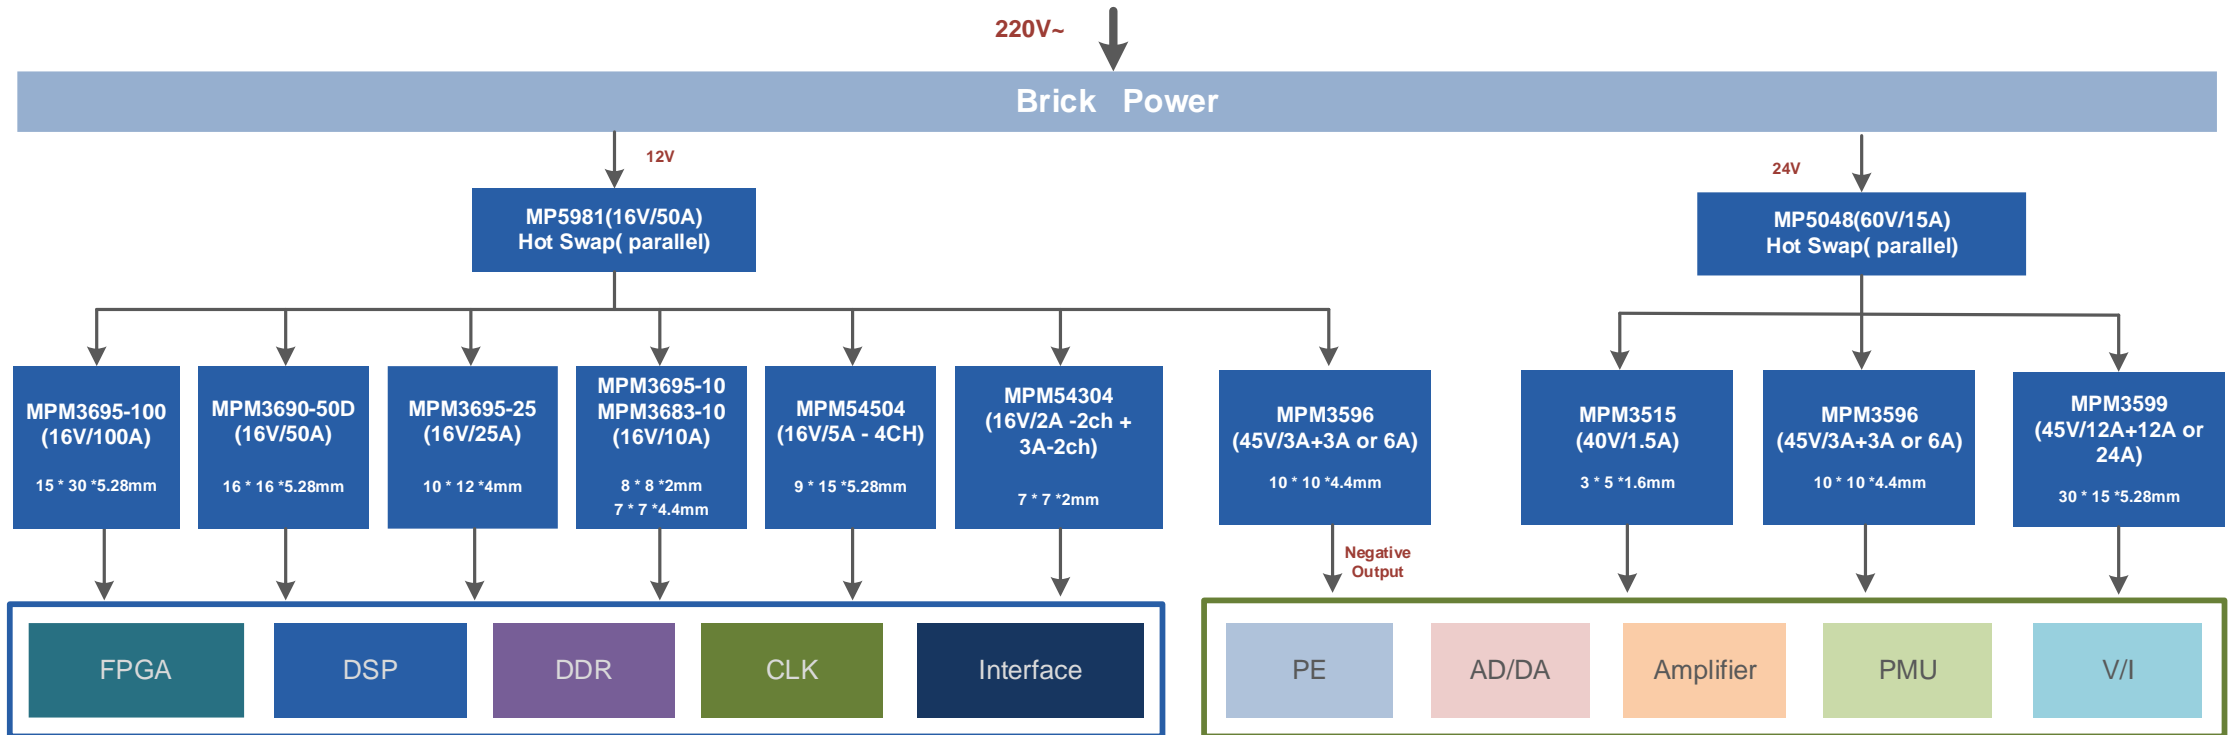 220V~
Brick Power
12V
24V
MP5981(16V/50A)
Hot Swap( parallel)
MP5048(60V/15A)
Hot Swap( parallel)
MPM3695-100
(16V/100A)
15 * 30 *5.28mm
MPM3690-50D
(16V/50A)
16 * 16 *5.28mm
MPM3695-25
(16V/25A)
10 * 12 *4mm
MPM3695-10
MPM3683-10
(16V/10A)
8 * 8 *2mm
7 * 7 *4.4mm
MPM54504
(16V/5A - 4CH)
9 * 15 *5.28mm
MPM54304
(16V/2A -2ch +
3A-2ch)
7 * 7 *2mm
MPM3596
(45V/3A+3A or 6A)
10 * 10 *4.4mm
MPM3515
(40V/1.5A)
3 * 5 *1.6mm
MPM3596
(45V/3A+3A or 6A)
10 * 10 *4.4mm
MPM3599
(45V/12A+12A or
24A)
30 * 15 *5.28mm
Negative
Output
FPGA
DSP
DDR
CLK
Interface
PE
AD/DA
Amplifier
PMU
V/I